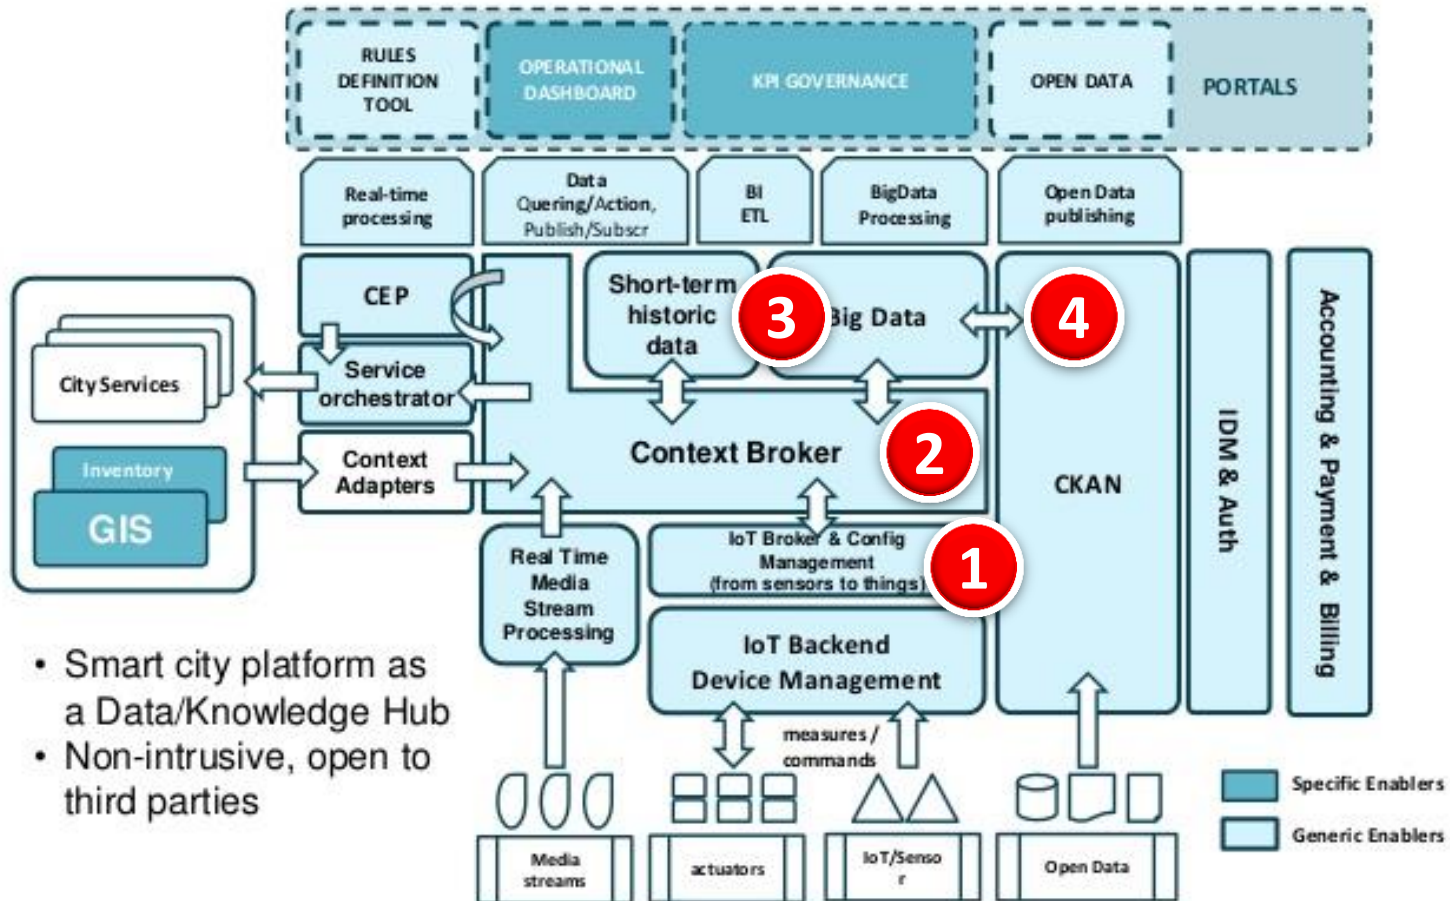 RULES
DEFINITION
TOOL
OPERATIONAL
DASHBOARD
KPI GOVERNANCE
OPEN DATA
PORTALS
Real-time
processing
Data
Quering/Action,
Publish/Subscr
BI
ETL
BigData
Processing
Open Data
publishing
CEP
Short-term
historic
data
3
Big Data
4
City Services
Service
orchestrator
Inventory
GIS
Context
Adapters
Context Broker
2
CKAN
IDM & Auth
Accounting & Payment & Billing
Real Time
Media
Stream
Processing
IoT Broker & Config
Management
(from sensors to things)
1
IoT Backend
Device Management
• Smart city platform as
a Data/Knowledge Hub
• Non-intrusive, open to
third parties
measures /
commands
Specific Enablers
Generic Enablers
Media
streams
actuators
IoT/Senso
r
Open Data